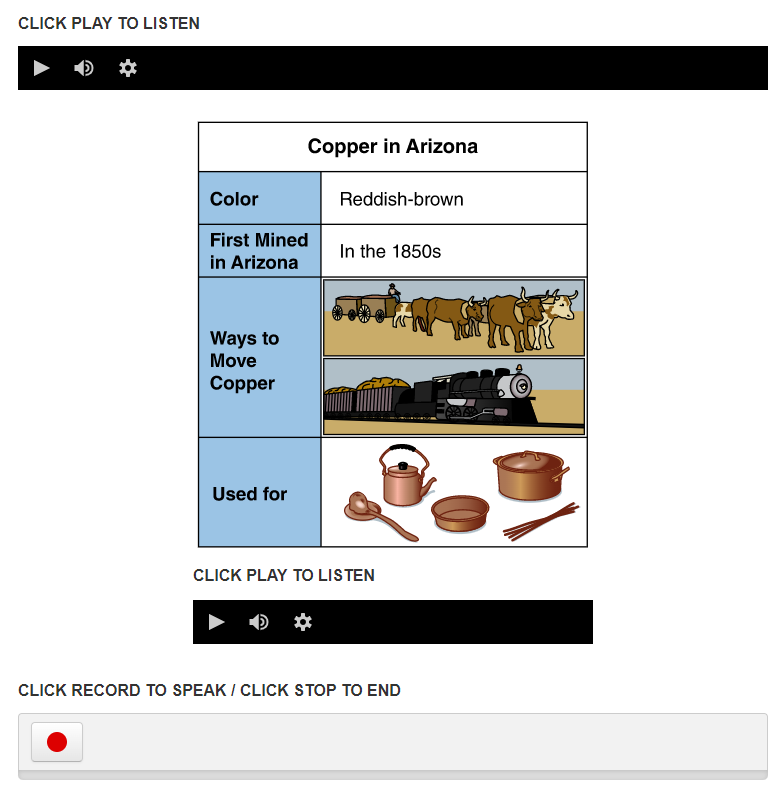 CLICK PLAY TO LISTEN
Copper in Arizona
Color
Reddish-brown
First Mined
in Arizona
In the 1850s
Ways to
Move
Copper
Used for
CLICK PLAY TO LISTEN
CLICK RECORD TO SPEAK / CLICK STOP TO END